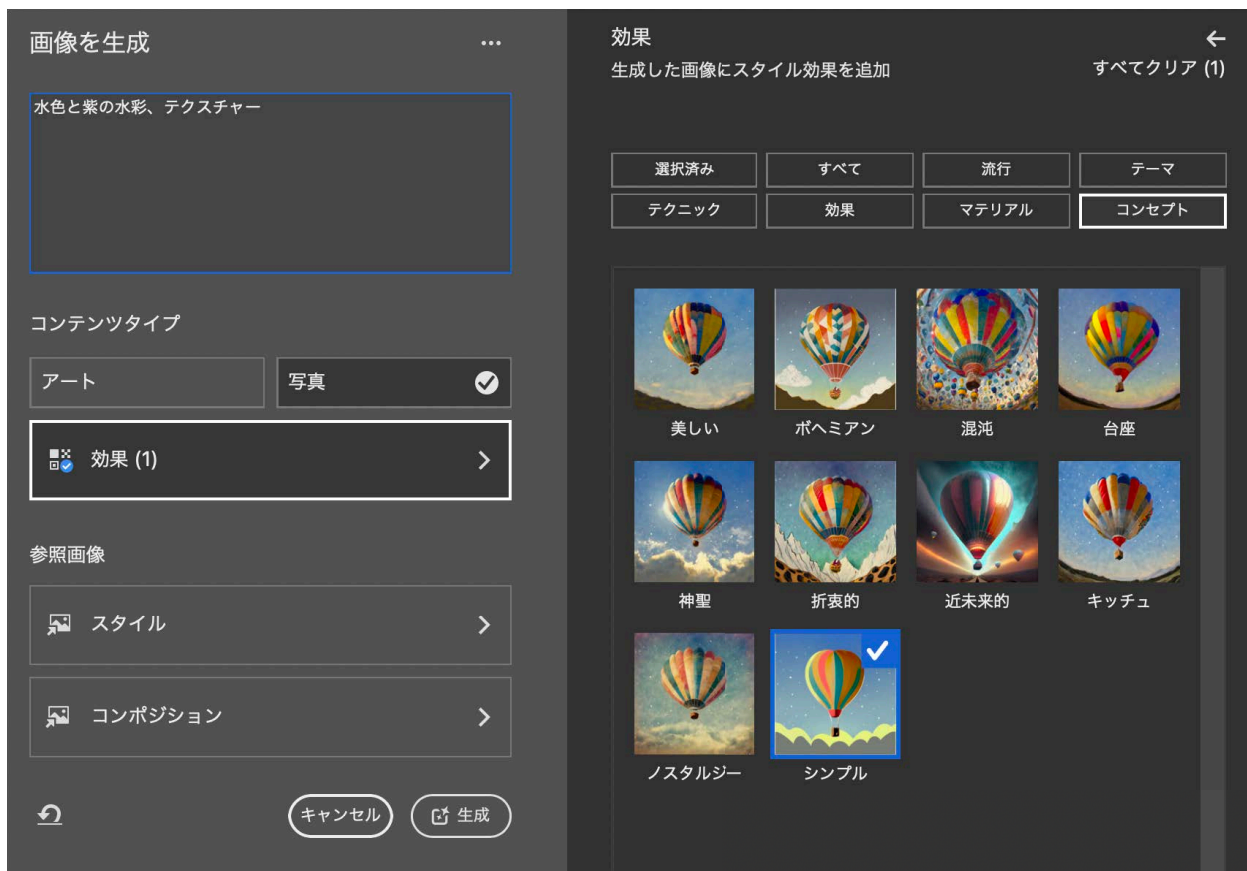 画像を生成
...
水色と紫の水彩、テクスチャー
コンテンツタイプ
アート
写真
効果 (1)
参照画像
スタイル
コンポジション
キャンセル
生成
効果
生成した画像にスタイル効果を追加
すべてクリア (1)
選択済み
すべて
流行
テーマ
テクニック
効果
マテリアル
コンセプト
美しい
ボヘミアン
混沌
台座
神聖
折衷的
近未来的
キッチュ
ノスタルジー
シンプル